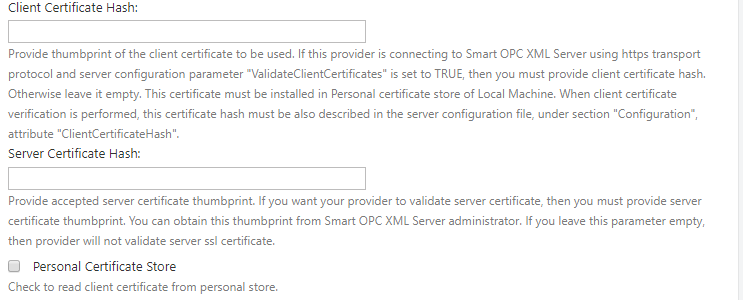 Client Certificate Hash:
Provide thumbprint of the client certificate to be used. If this provider is connecting to Smart OPC XML Server using https transport
protocol and server configuration parameter "ValidateClientCertificates" is set to TRUE, then you must provide client certificate hash.
Otherwise leave it empty. This certificate must be installed in Personal certificate store of Local Machine. When client certificate
verification is performed, this certificate hash must be also described in the server configuration file, under section "Configuration",
attribute "ClientCertificateHash".
Server Certificate Hash:
Provide accepted server certificate thumbprint. If you want your provider to validate server certificate, then you must provide server
certificate thumbprint. You can obtain this thumbprint from Smart OPC XML Server administrator. If you leave this parameter empty,
then provider will not validate server ssl certificate.
Personal Certificate Store
Check to read client certificate from personal store.